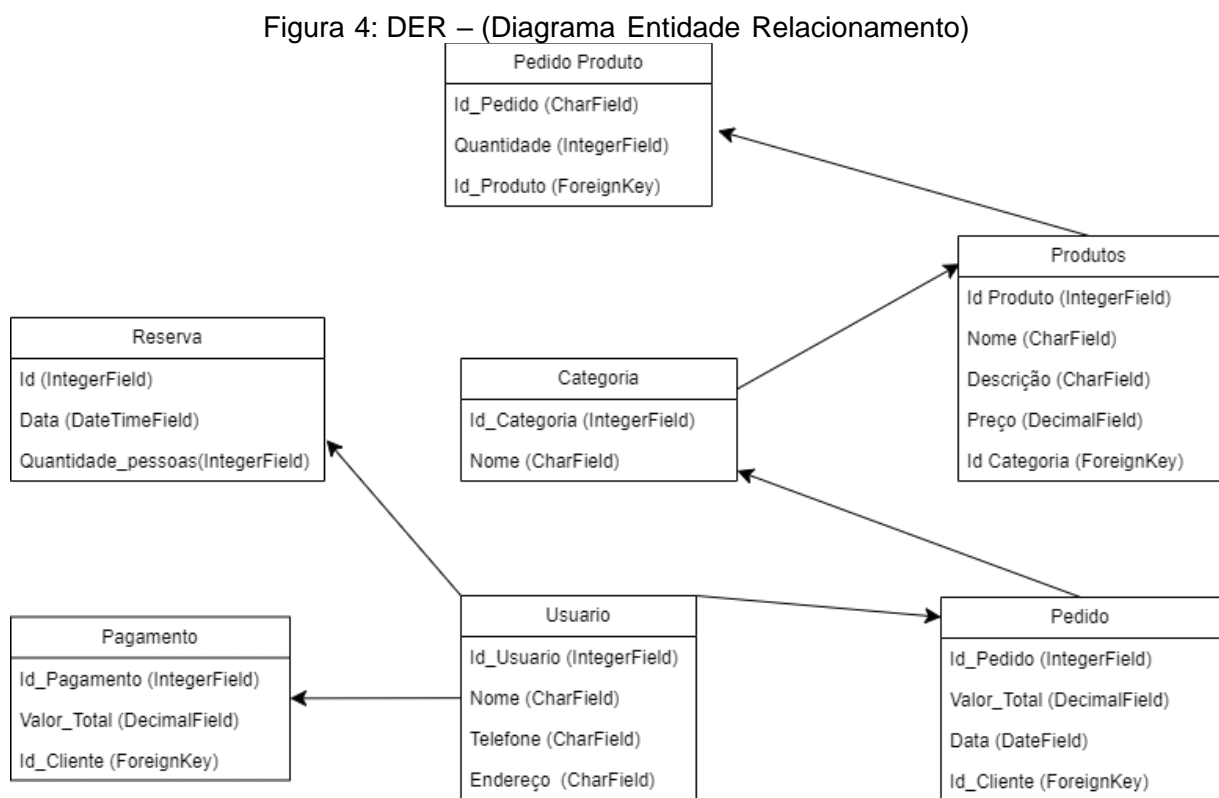 Figura 4: DER – (Diagrama Entidade Relacionamento)
Pedido Produto
Id_Pedido (CharField)
Quantidade (IntegerField)
Id_Produto (ForeignKey)
Produtos
Id Produto (IntegerField)
Nome (CharField)
Descrição (CharField)
Preço (DecimalField)
Id Categoria (ForeignKey)
Reserva
Id (IntegerField)
Data (DateTimeField)
Quantidade_pessoas(IntegerField)
Categoria
Id_Categoria (IntegerField)
Nome (CharField)
Pagamento
Id_Pagamento (IntegerField)
Valor_Total (DecimalField)
Id_Cliente (ForeignKey)
Usuario
Id_Usuario (IntegerField)
Nome (CharField)
Telefone (CharField)
Endereço (CharField)
Pedido
Id_Pedido (IntegerField)
Valor_Total (DecimalField)
Data (DateField)
Id_Cliente (ForeignKey)